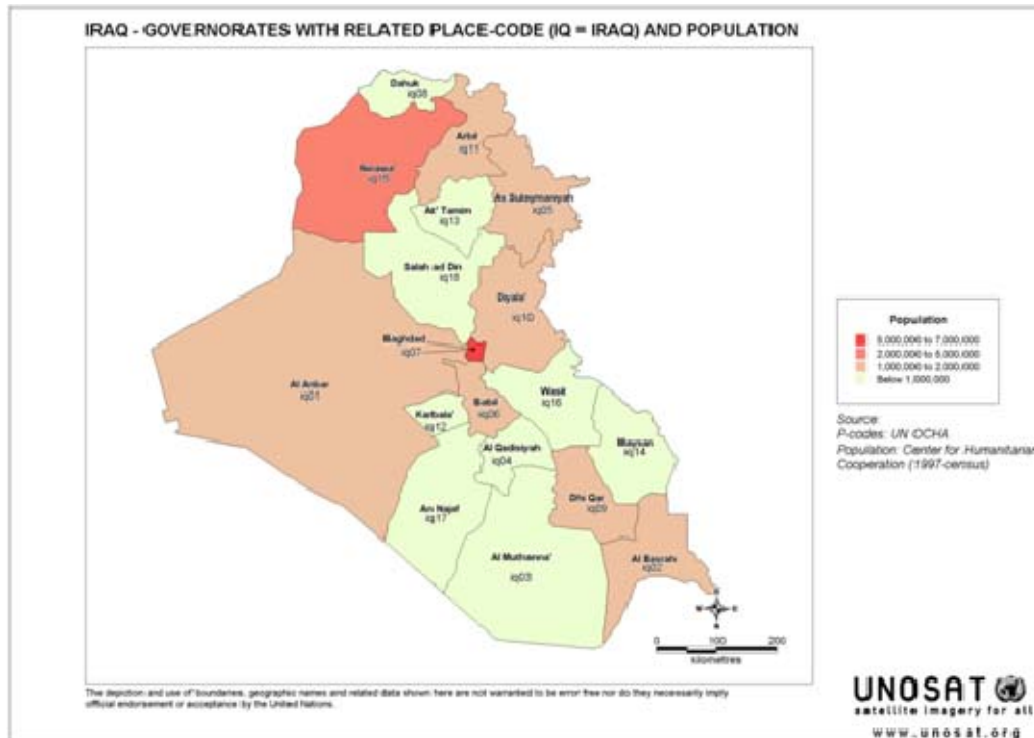 IRAQ - GOVERNORATES WITH RELATED PLACE-CODE (IQ = IRAQ) AND POPULATION
Dahuk
iq08
Arbil
iq11
iq15
As Sulaymaniyah
iq05
At' Tamim
iq13
Salah ad Din
iq18
Diyala'
iq10
Baghdad
iq07
Al Anbar
iq01
Babil
iq06
Karbala'
iq12
Wasit
iq16
Al Qadisiyah
iq04
Maysan
iq14
An Najaf
iq17
Dhi Qar
iq09
Al Muthanna'
iq03
Al Basrah
iq02
W E
0 100 200
kilometres
Population
5,000,000 to 7,000,000
2,000,000 to 5,000,000
1,000,000 to 2,000,000
Below 1,000,000
Source:
P-codes: UN OCHA
Population: Center for Humanitarian
Cooperation (1997-census)
The depiction and use of boundaries, geographic names and related data shown here are not warranted to be error free nor do they necessarily imply
official endorsement or acceptance by the United Nations.
UNOSAT
satellite imagery for all
www.unosat.org